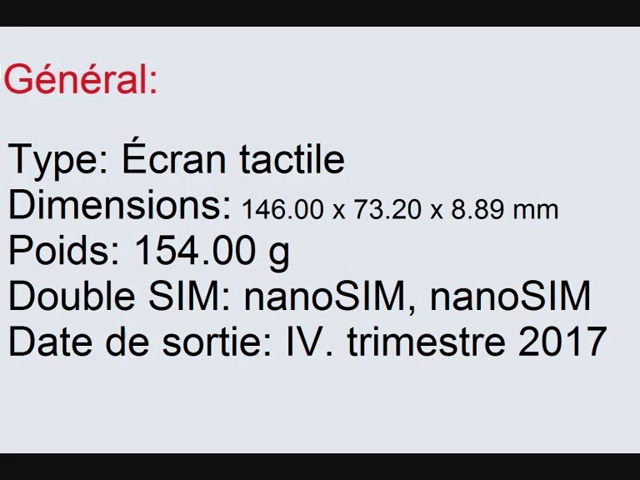 Général:
Type: Écran tactile
Dimensions: 146.00 x 73.20 x 8.89 mm
Poids: 154.00 g
Double SIM: nanoSIM, nanoSIM
Date de sortie: IV. trimestre 2017